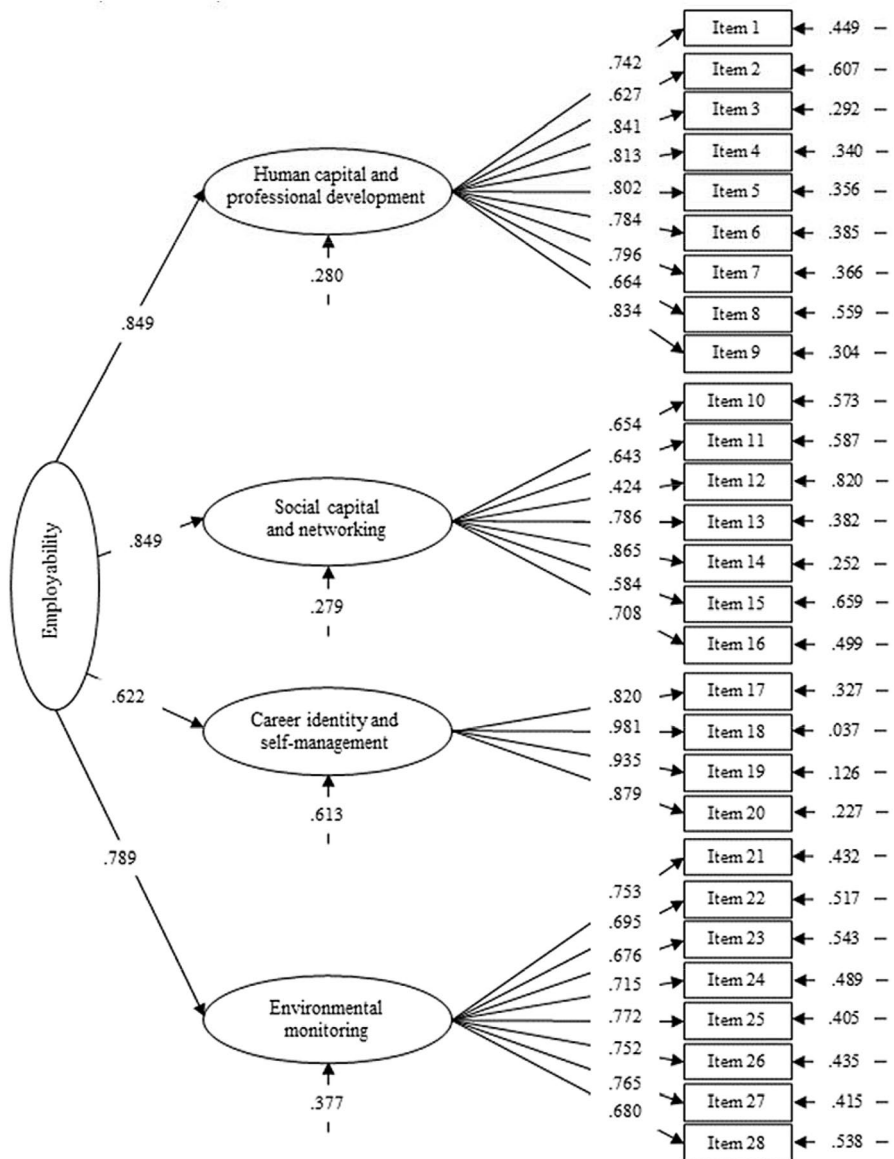 Item 1 .449
.742
Item 2 .607
.627
Item 3 .292
.841
Item 4 .340
.813
Human capital and
professional development
.802
Item 5 .356
.784
Item 6 .385
.796
Item 7 .366
.280
.664
Item 8 .559
.834
.849
Item 9 .304
Item 10 .573
.654
Item 11 .587
.643
Item 12 .820
.424
Social capital
and networking
.786
Item 13 .382
.849
.865
Item 14 .252
.584
Item 15 .659
.708
.279
Item 16 .499
Employability
.622
Item 17 .327
.820
Career identity and
self-management
.981
Item 18 .037
.935
Item 19 .126
.879
.613
Item 20 .227
.789
Item 21 .432
.753
Item 22 .517
.695
Item 23 .543
.676
Item 24 .489
.715
Environmental
monitoring
.772
Item 25 .405
.752
Item 26 .435
.765
Item 27 .415
.680
.377
Item 28 .538